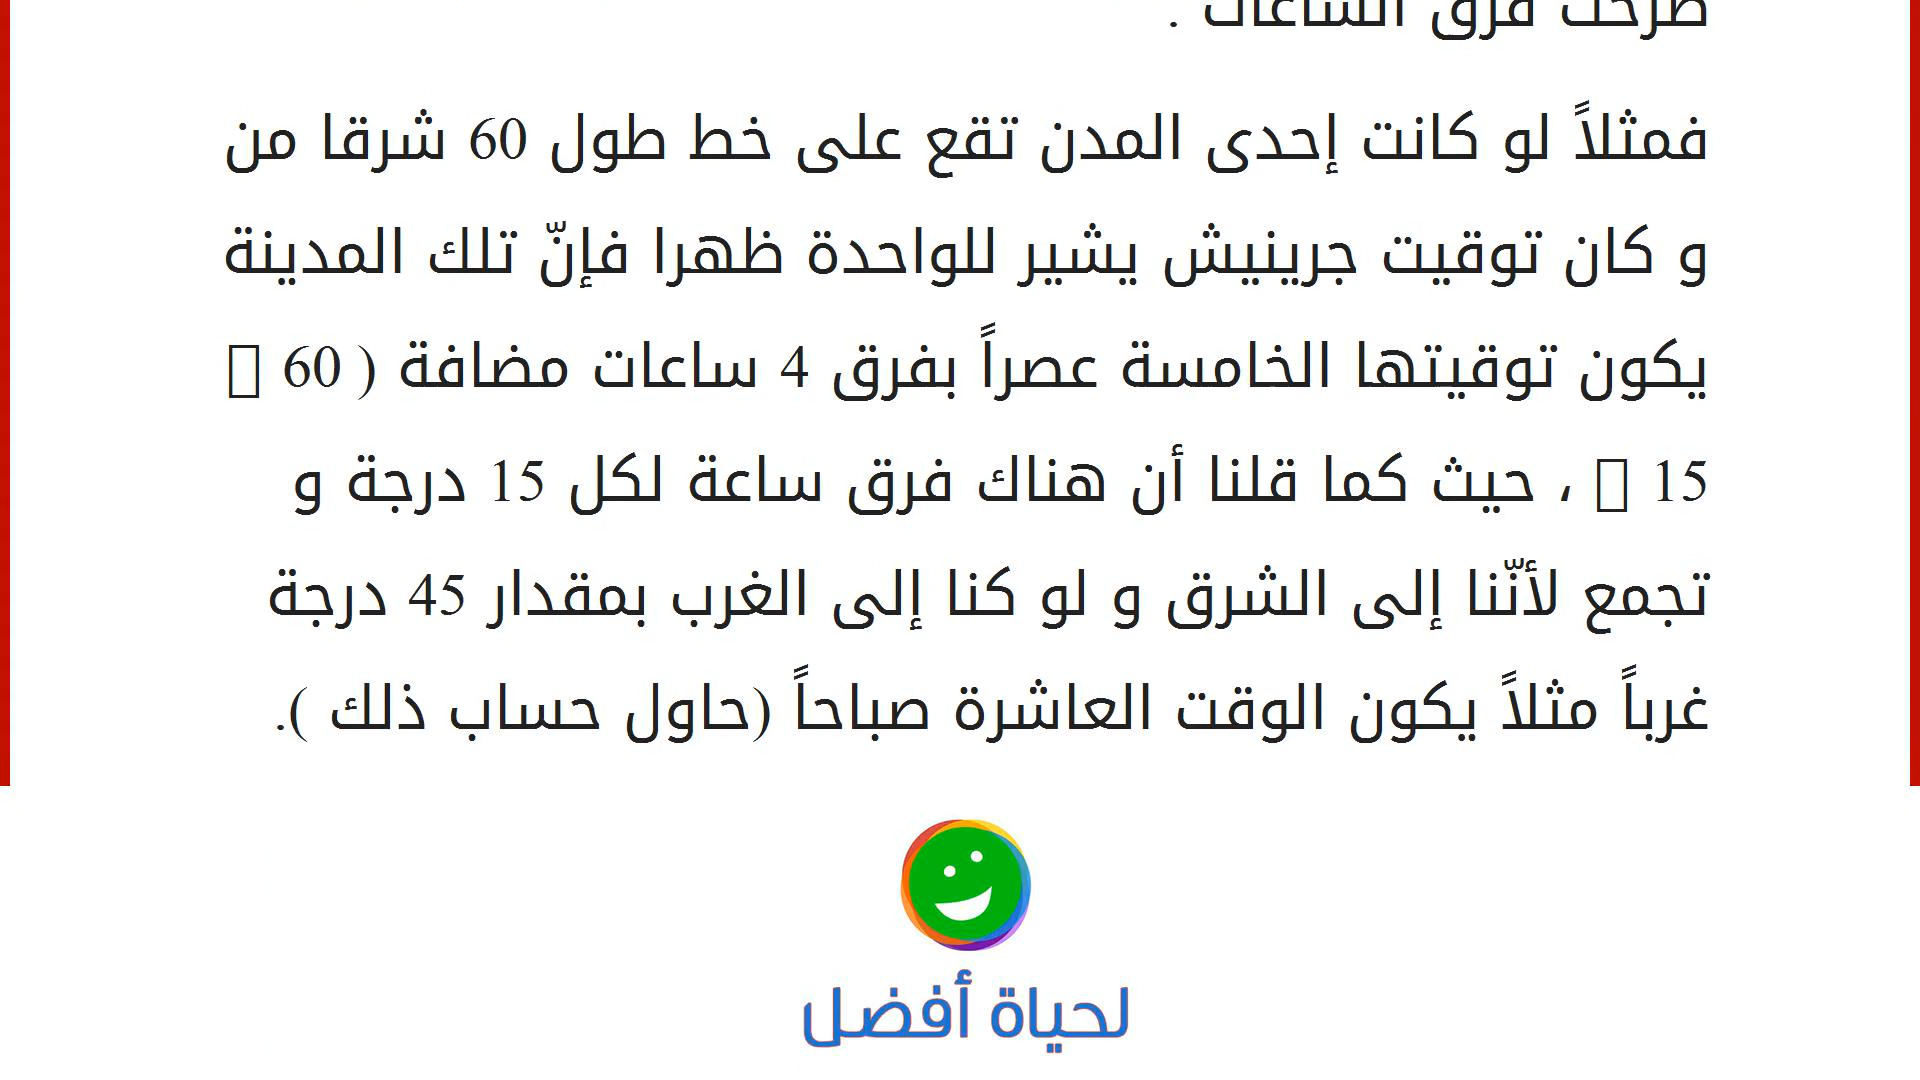 طرحت فرق الساعات .
فمثلاً لو كانت إحدى المدن تقع على خط طول 60 شرقا من
و كان توقيت جرينيش يشير للواحدة ظهرا فإنّ تلك المدينة
يكون توقيتها الخامسة عصراً بفرق 4 ساعات مضافة ( 60 
15 ، حيث كما قلنا أن هناك فرق ساعة لكل 15 درجة و
تجمع لأنّنا إلى الشرق و لو كنا إلى الغرب بمقدار 45 درجة
غرباً مثلاً يكون الوقت العاشرة صباحاً (حاول حساب ذلك ).
لحياة أفضل